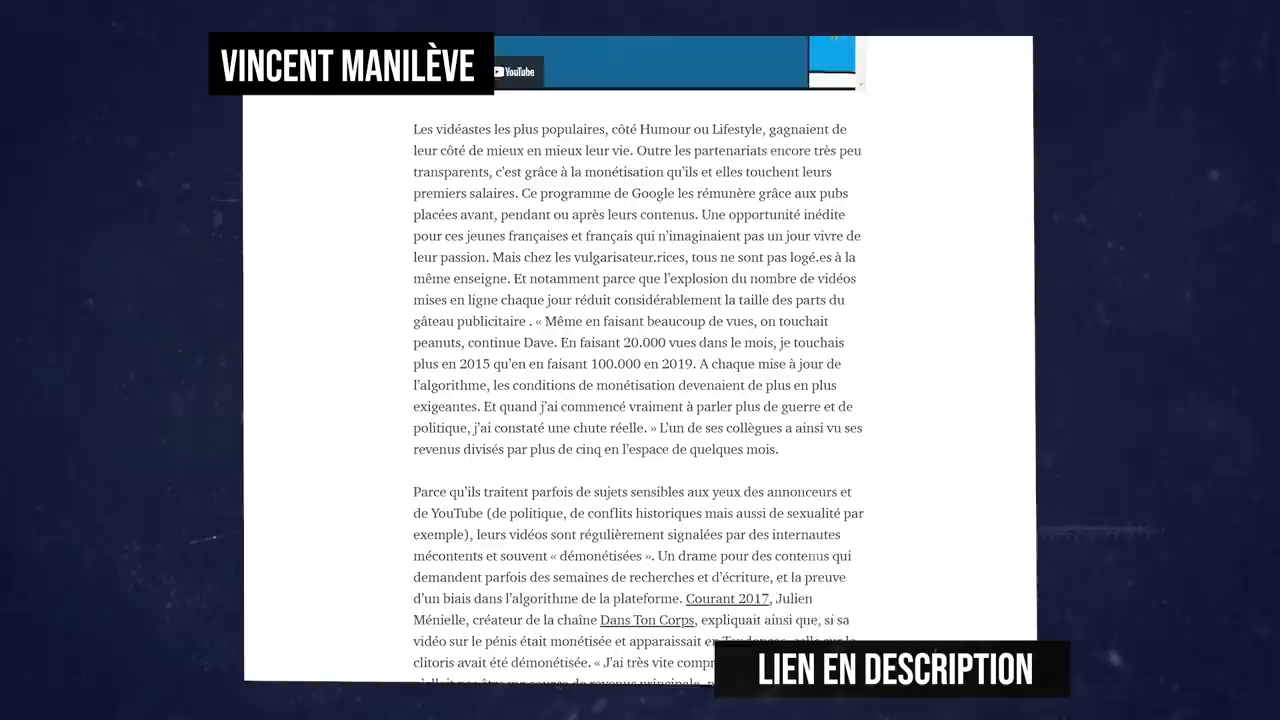 VINCENT MANILÈVE
YouTube
Les vidéastes les plus populaires, côté Humour ou Lifestyle, gagnaient de
leur côté de mieux en mieux leur vie. Outre les partenariats encore très peu
transparents, c’est grâce à la monétisation qu’ils et elles touchent leurs
premiers salaires. Ce programme de Google les rémunère grâce aux pubs
placées avant, pendant ou après leurs contenus. Une opportunité inédite
pour ces jeunes françaises et français qui n’imaginaient pas un jour vivre de
leur passion. Mais chez les vulgarisateur.rices, tous ne sont pas logé.es à la
même enseigne. Et notamment parce que l’explosion du nombre de vidéos
mises en ligne chaque jour réduit considérablement la taille des parts du
gâteau publicitaire . « Même en faisant beaucoup de vues, on touchait
peanuts, continue Dave. En faisant 20.000 vues dans le mois, je touchais
plus en 2015 qu’en en faisant 100.000 en 2019. A chaque mise à jour de
l’algorithme, les conditions de monétisation devenaient de plus en plus
exigeantes. Et quand j’ai commencé vraiment à parler plus de guerre et de
politique, j’ai constaté une chute réelle. » L’un de ses collègues a ainsi vu ses
revenus divisés par plus de cinq en l’espace de quelques mois.
Parce qu’ils traitent parfois de sujets sensibles aux yeux des annonceurs et
de YouTube (de politique, de conflits historiques mais aussi de sexualité par
exemple), leurs vidéos sont régulièrement signalées par des internautes
mécontents et souvent « démonétisées ». Un drame pour des contenus qui
demandent parfois des semaines de recherches et d’écriture, et la preuve
d’un biais dans l’algorithme de la plateforme. Courant 2017, Julien
Ménielle, créateur de la chaîne Dans Ton Corps, expliquait ainsi que, si sa
vidéo sur le pénis était monétisée et apparaissait en Tendances, celle sur le
clitoris avait été démonétisée. « J’ai très vite
LIEN EN DESCRIPTION